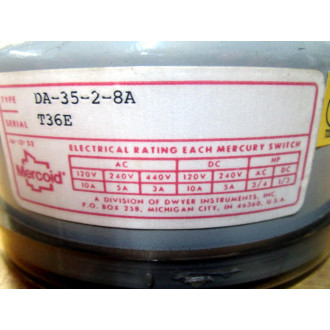 TYPE DA-35-2-8A
SERIAL T36E
Mercoid
ELECTRICAL RATING EACH MERCURY SWITCH
AC DC HP
120V 240V 440V 120V 240V AC DC
10A 5A 3A 10A 5A 3/4 1/3
A DIVISION OF DWYER INSTRUMENTS, INC.
P.O. BOX 258, MICHIGAN CITY, IN 46360, U.S.A.